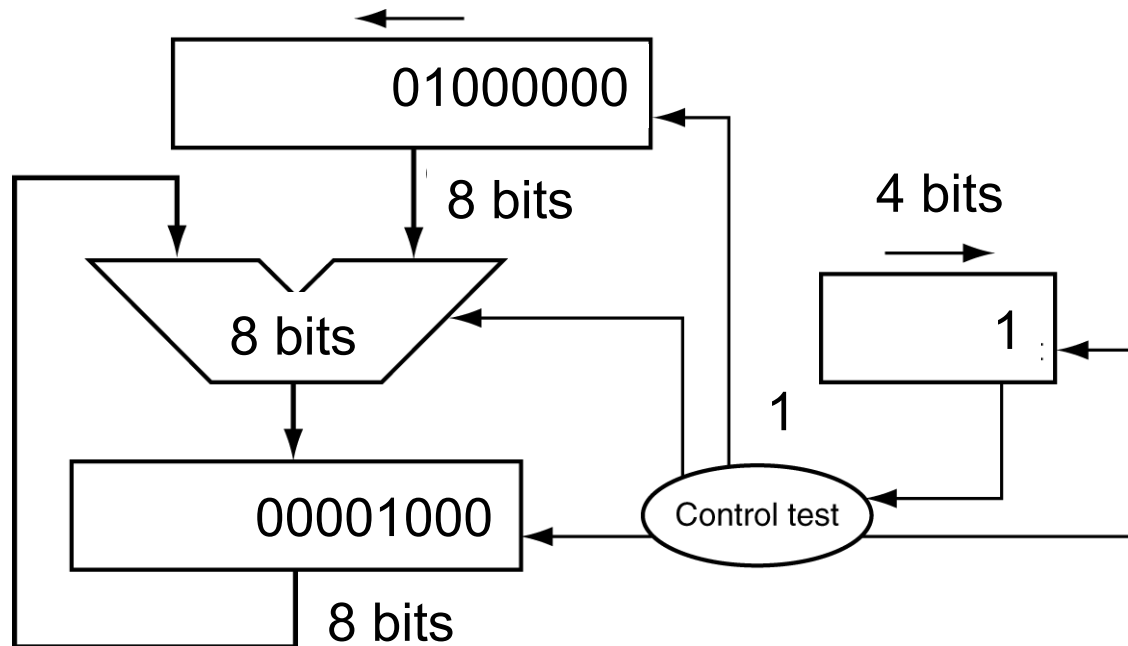 01000000
8 bits
4 bits
8 bits
1
1
00001000
Control test
8 bits